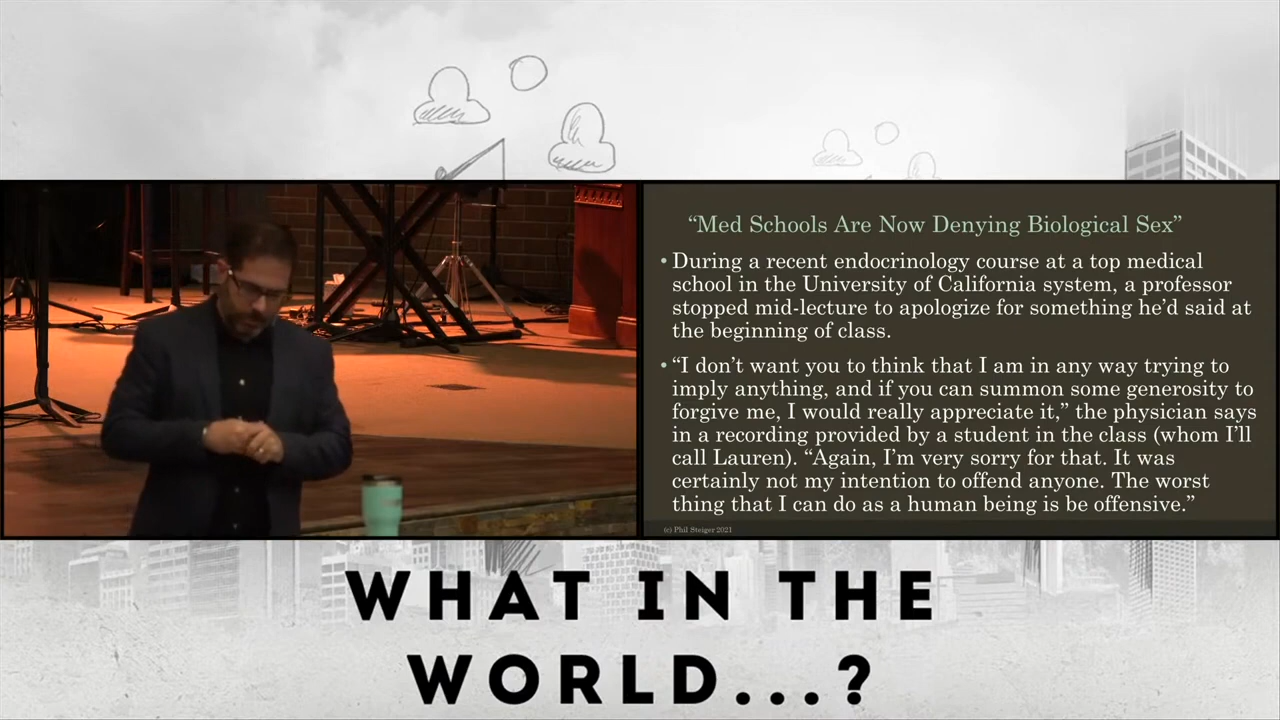 “Med Schools Are Now Denying Biological Sex”
• During a recent endocrinology course at a top medical
school in the University of California system, a professor
stopped mid-lecture to apologize for something he’d said at
the beginning of class.
• “I don’t want you to think that I am in any way trying to
imply anything, and if you can summon some generosity to
forgive me, I would really appreciate it,” the physician says
in a recording provided by a student in the class (whom I’ll
call Lauren). “Again, I’m very sorry for that. It was
certainly not my intention to offend anyone. The worst
thing that I can do as a human being is be offensive.”
(c) Phil Steiger 2021
WHAT IN THE
WORLD...?